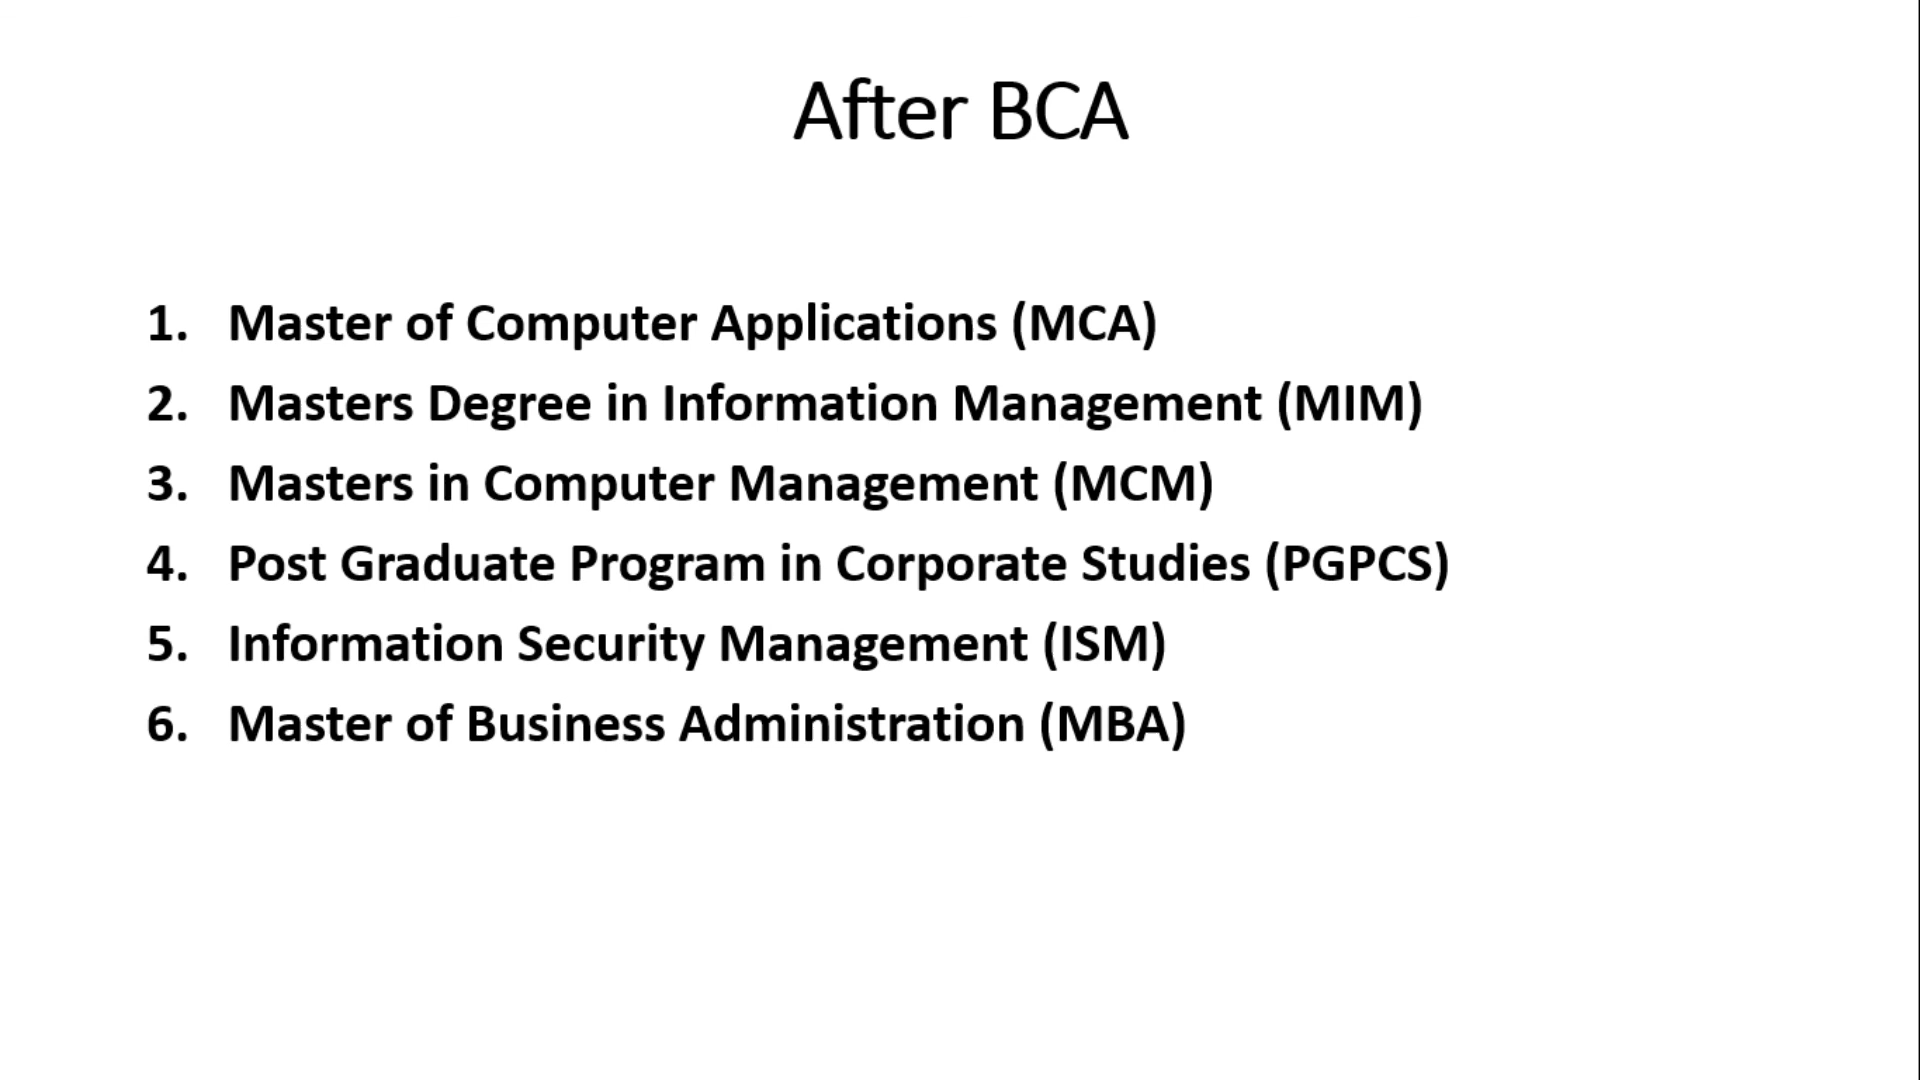 After BCA
1. Master of Computer Applications (MCA)
2. Masters Degree in Information Management (MIM)
3. Masters in Computer Management (MCM)
4. Post Graduate Program in Corporate Studies (PGPCS)
5. Information Security Management (ISM)
6. Master of Business Administration (MBA)